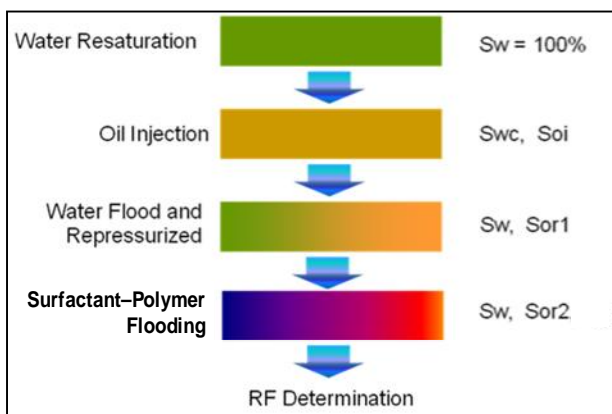 Water Resaturation
Sw = 100%
Oil Injection
Swc, Soi
Water Flood and
Repressurized
Sw, Sor1
Surfactant–Polymer
Flooding
Sw, Sor2
RF Determination